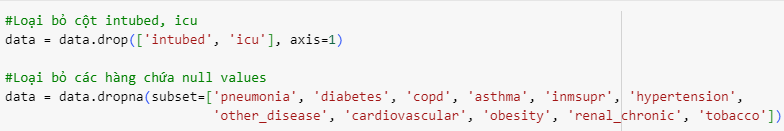 #Loại bỏ cột intubed, icu
data = data.drop(['intubed', 'icu'], axis=1)
#Loại bỏ các hàng chứa null values
data = data.dropna(subset=['pneumonia', 'diabetes', 'copd', 'asthma', 'inmsupr', 'hypertension',
'other_disease', 'cardiovascular', 'obesity', 'renal_chronic', 'tobacco'])